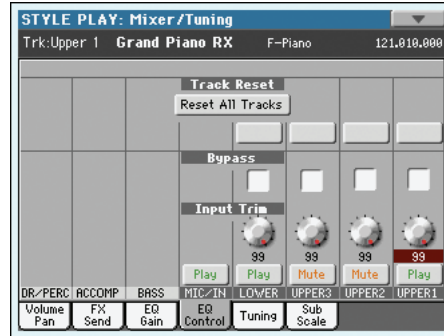 STYLE PLAY: Mixer/Tuning
Trk:Upper 1 Grand Piano RX F-Piano 121.010.000
Track Reset
Reset All Tracks
Bypass
Input Trim
99 99 99 99
Play Play Mute Mute Play
DR/PERC ACCOMP BASS MIC/IN LOWER UPPER3 UPPER2 UPPER1
Volume Pan FX Send EQ Gain EQ Control Tuning Sub Scale